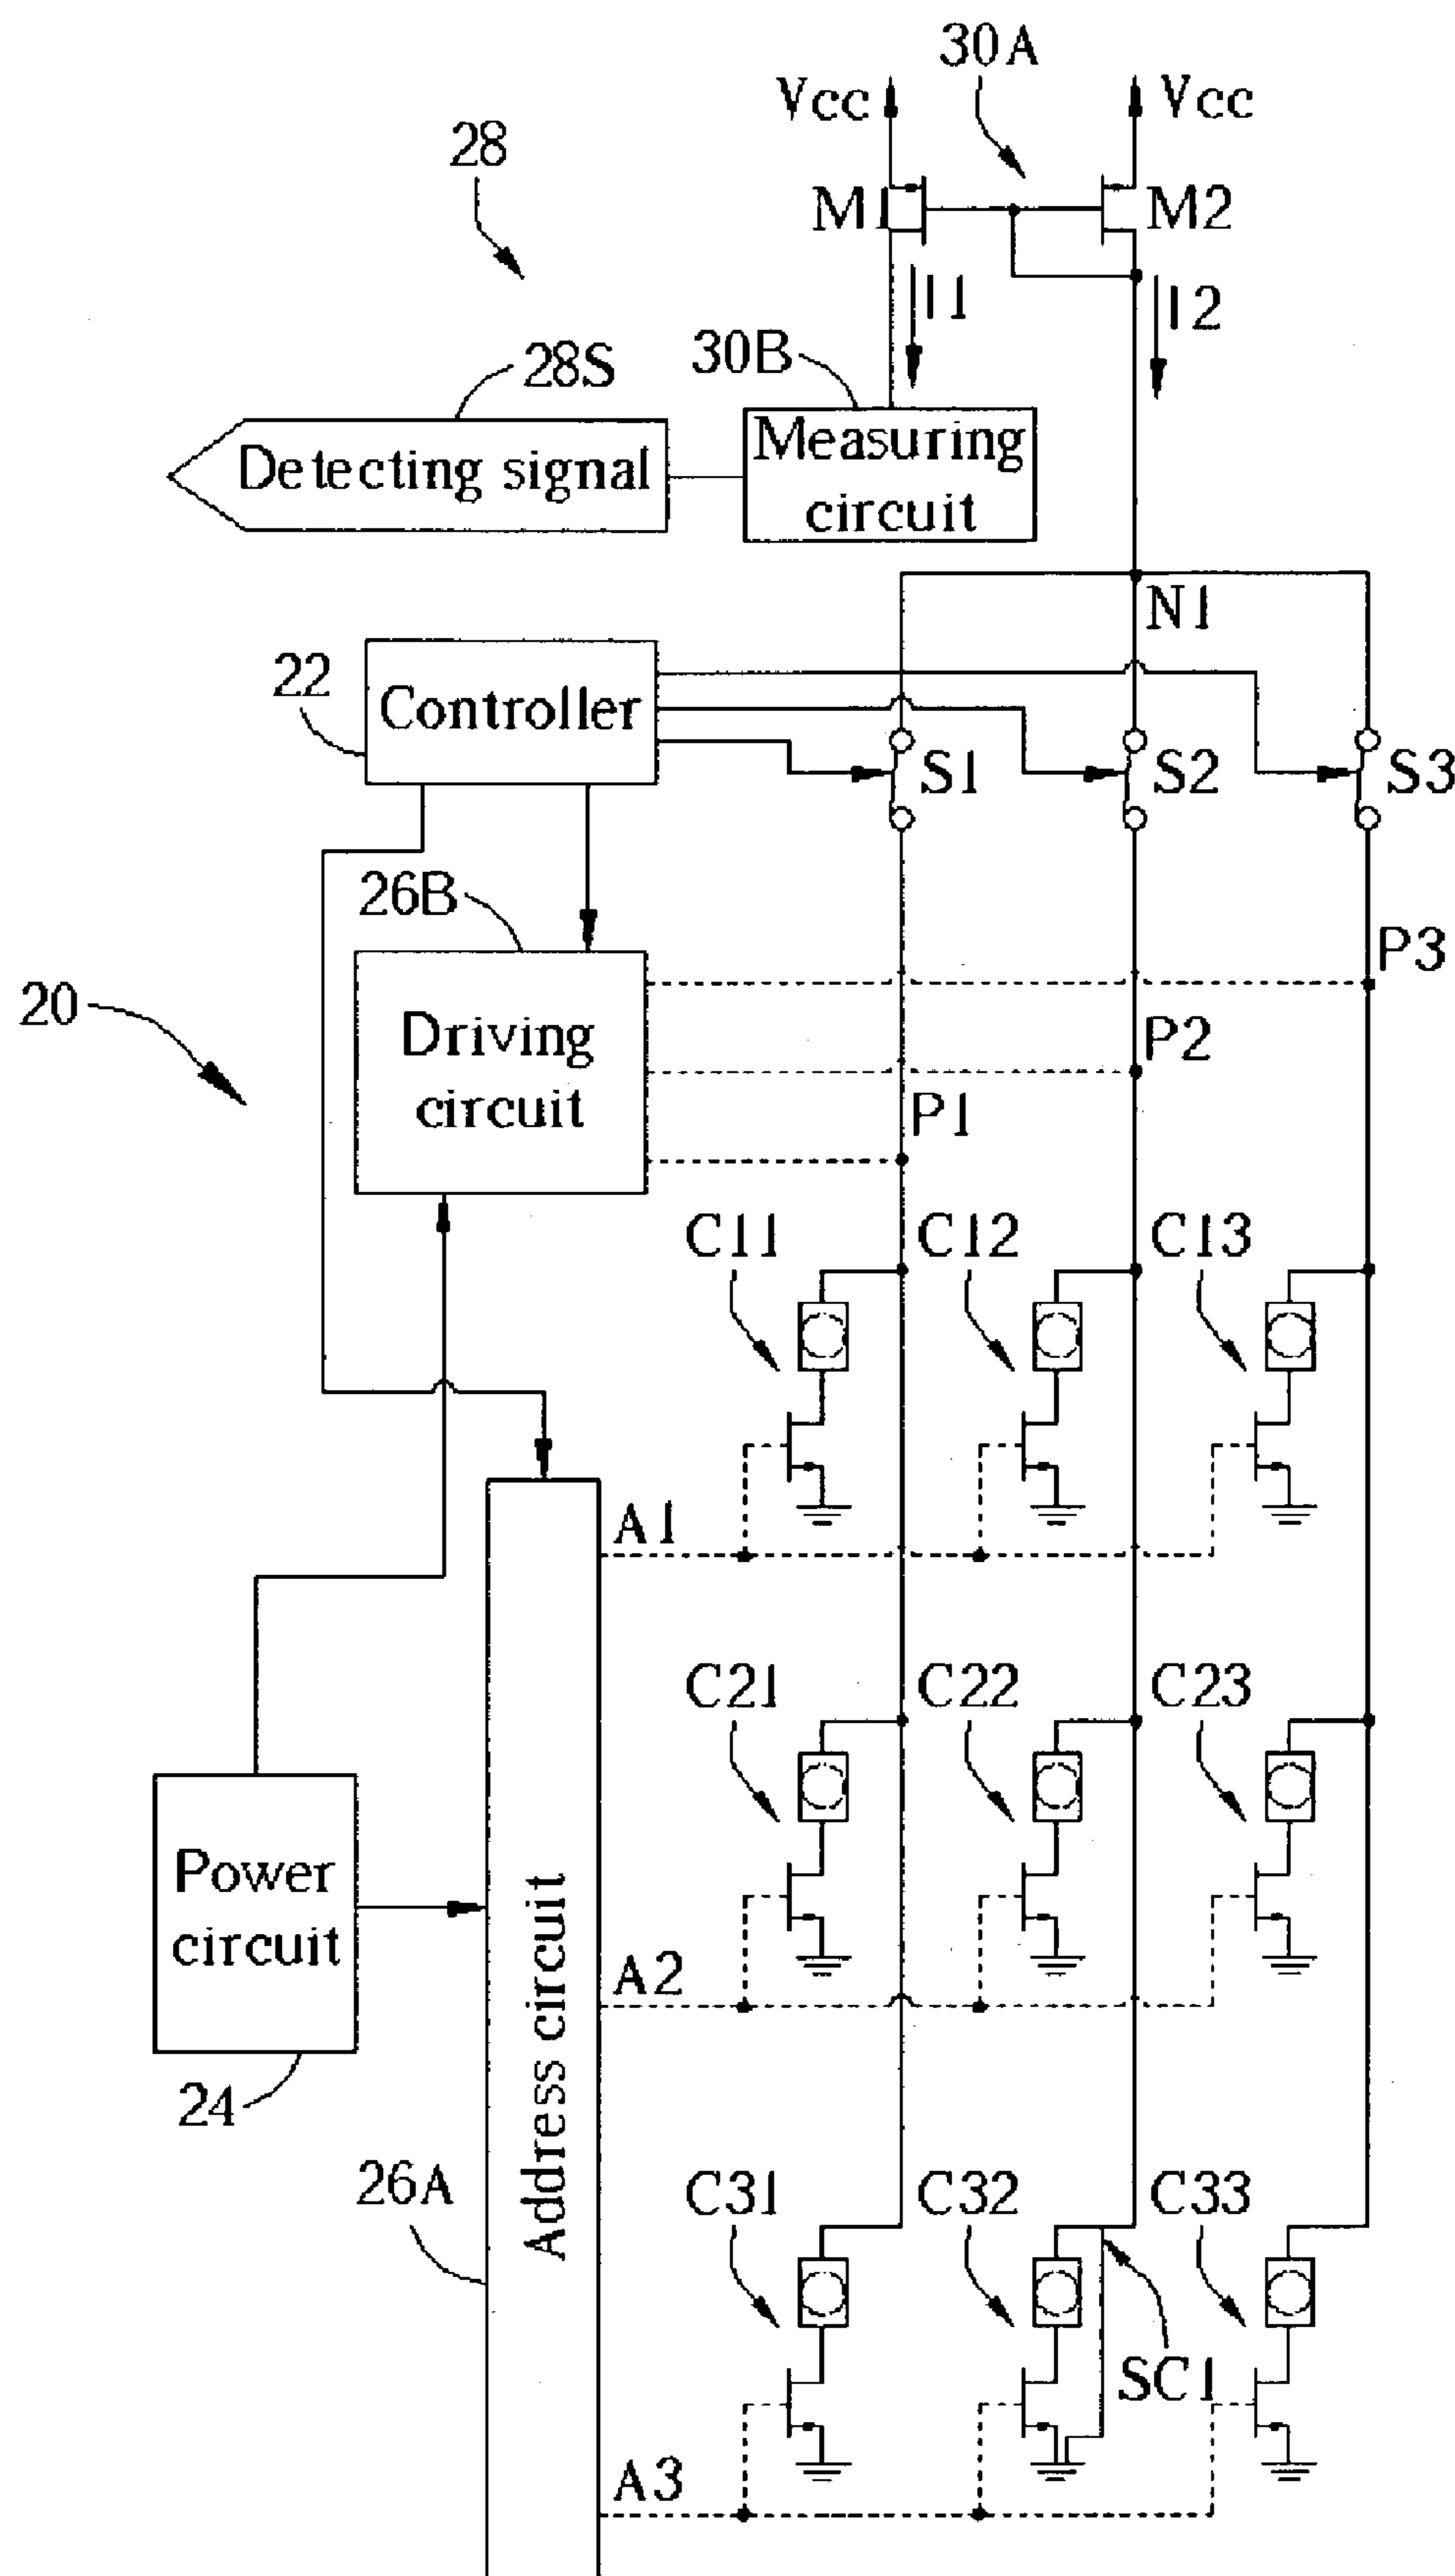 30A
Vcc
Vcc
28
M1
M2
I1
I2
28S
30B
Detecting signal
Measuring
circuit
N1
22
Controller
S1
S2
S3
26B
P3
20
Driving
circuit
P2
P1
C11
C12
C13
A1
C21
C22
C23
Power
circuit
Address circuit
A2
24
26A
C31
C32
C33
SC1
A3